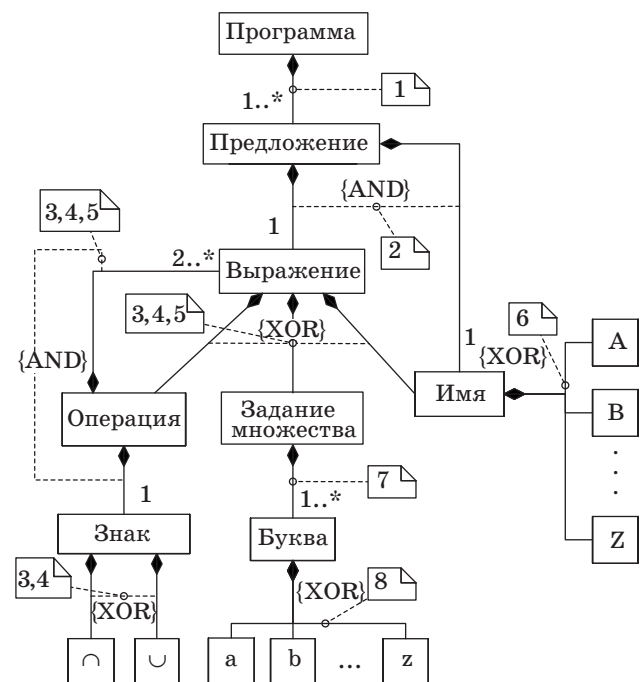 Программа
1
1..*
Предложение
{AND}
3,4,5
1
2
2..*
Выражение
3,4,5
{XOR}
6
1
{XOR}
А
{AND}
Операция
Задание
множества
Имя
В
.
.
.
.
Z
7
1
1..*
Знак
Буква
3,4
{XOR}
{XOR}
8
∩
∪
a
b
...
z